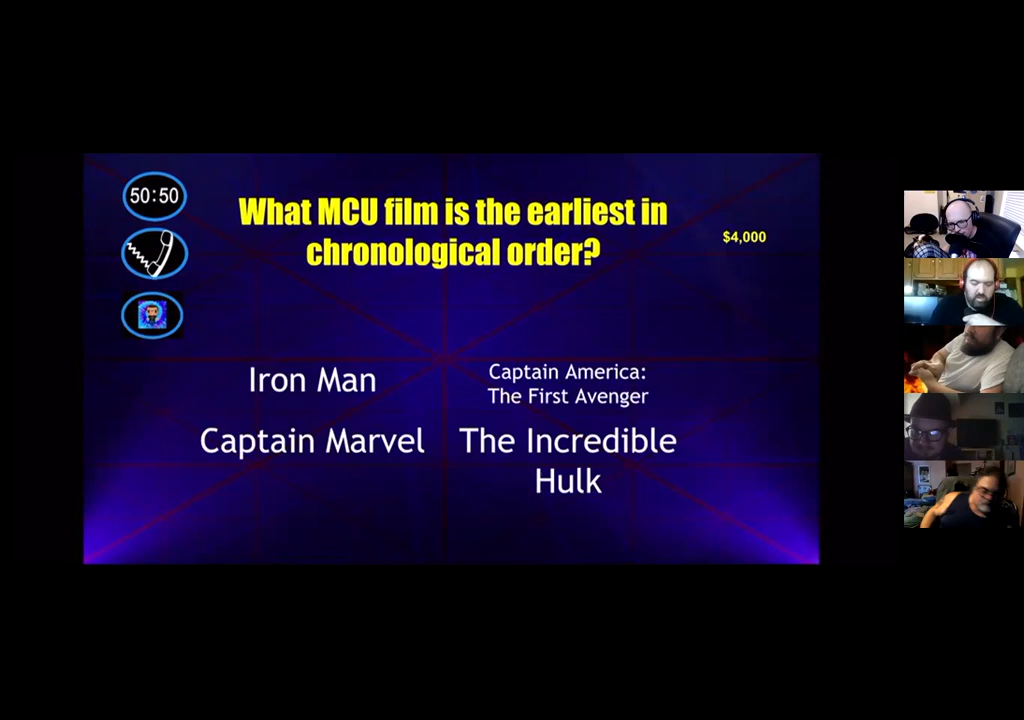 50:50
What MCU film is the earliest in
chronological order?
$4,000
Iron Man
Captain America:
The First Avenger
Captain Marvel
The Incredible
Hulk